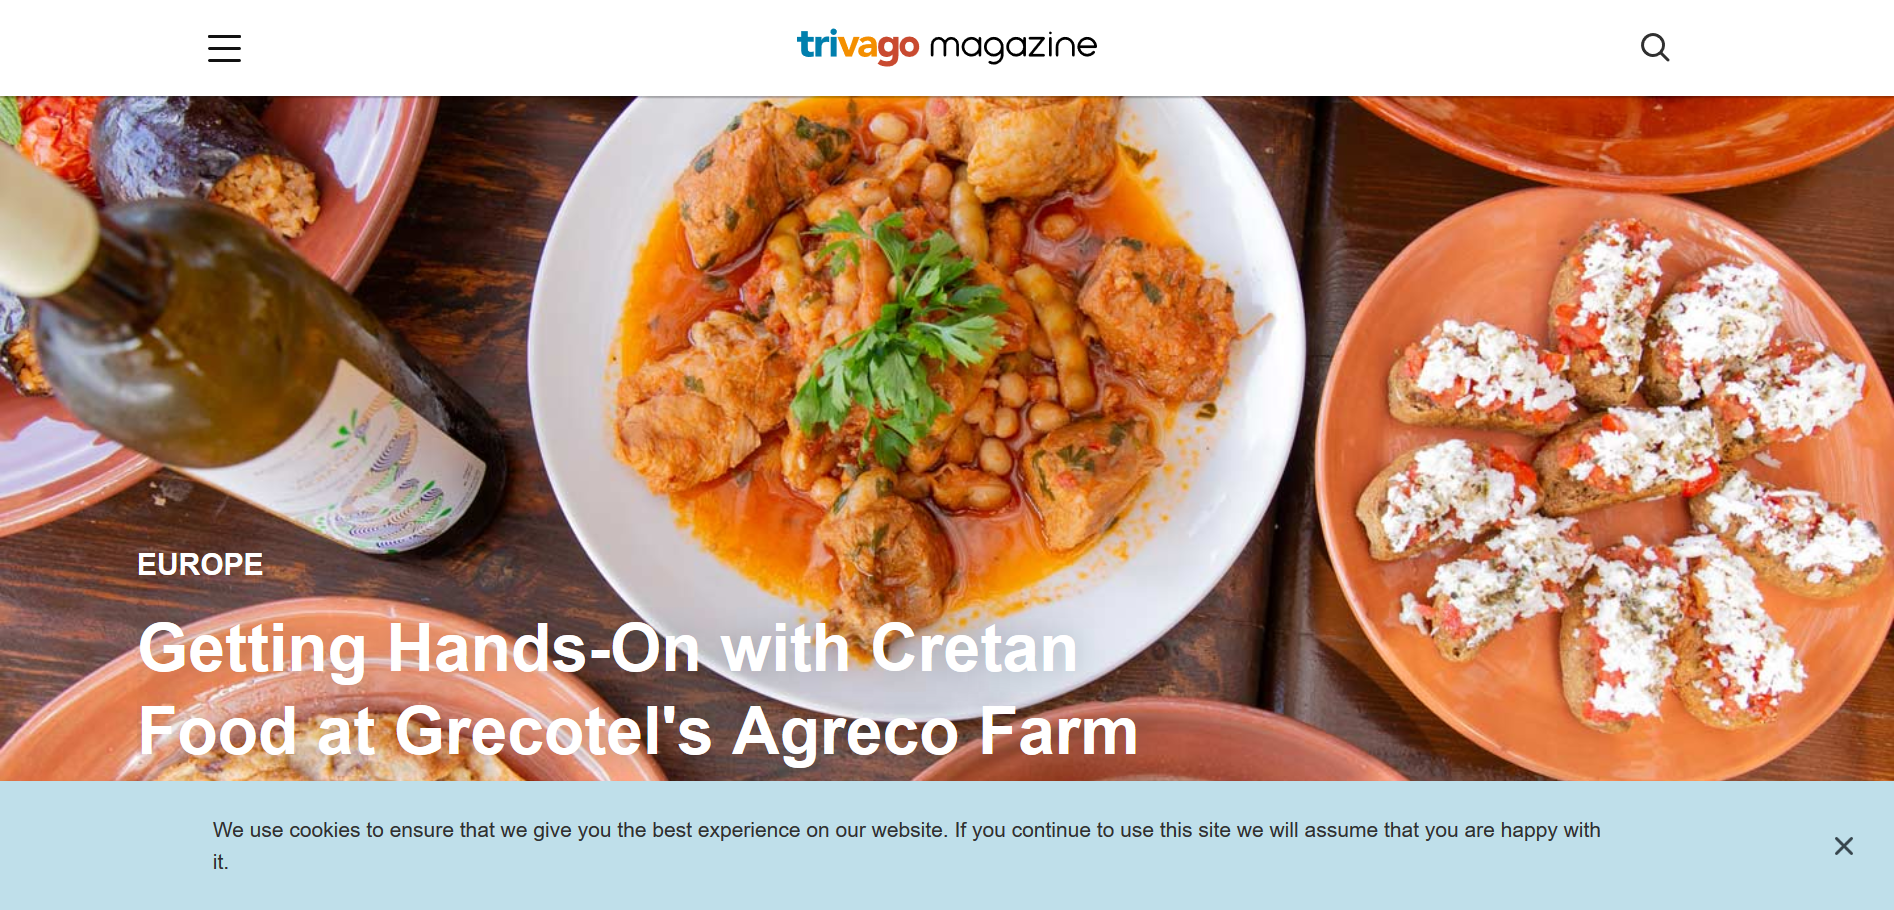 trivago magazine
EUROPE
Getting Hands-On with Cretan
Food at Grecotel's Agreco Farm
We use cookies to ensure that we give you the best experience on our website. If you continue to use this site we will assume that you are happy with
it.